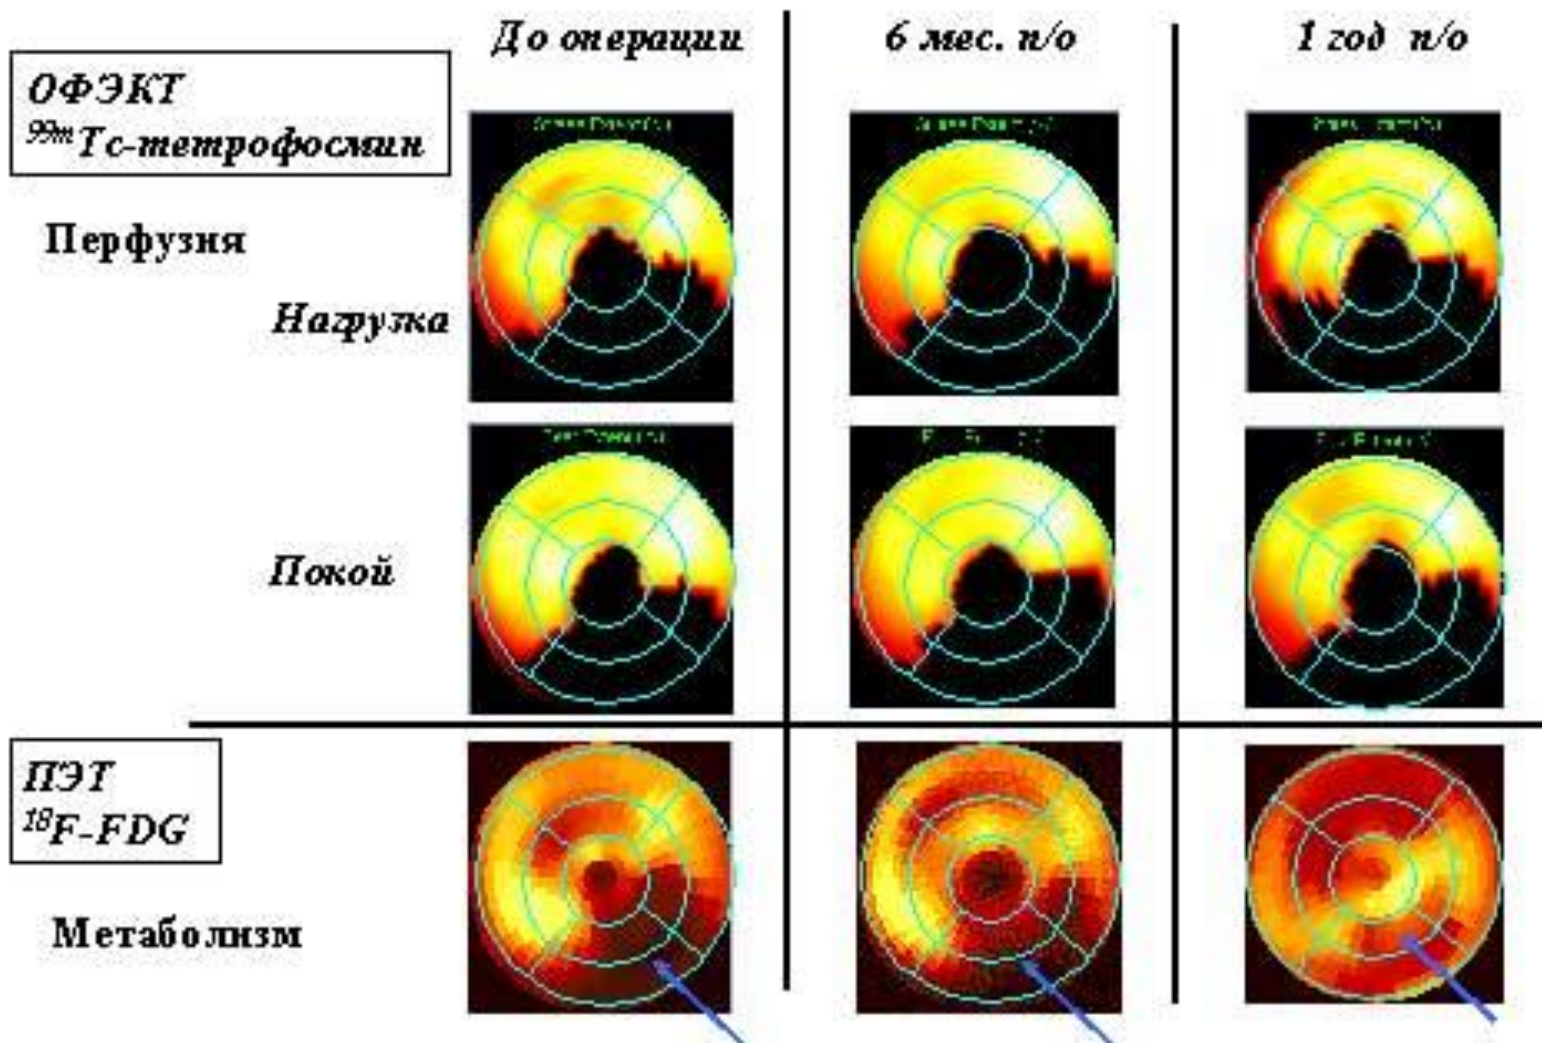 До операции
6 мес. п/о
1 год п/о
ОФЭКТ
⁹⁹ᵐTc-тетрофосмин
Перфузия
Нагрузка
Покой
ПЭТ
¹⁸F-FDG
Метаболизм